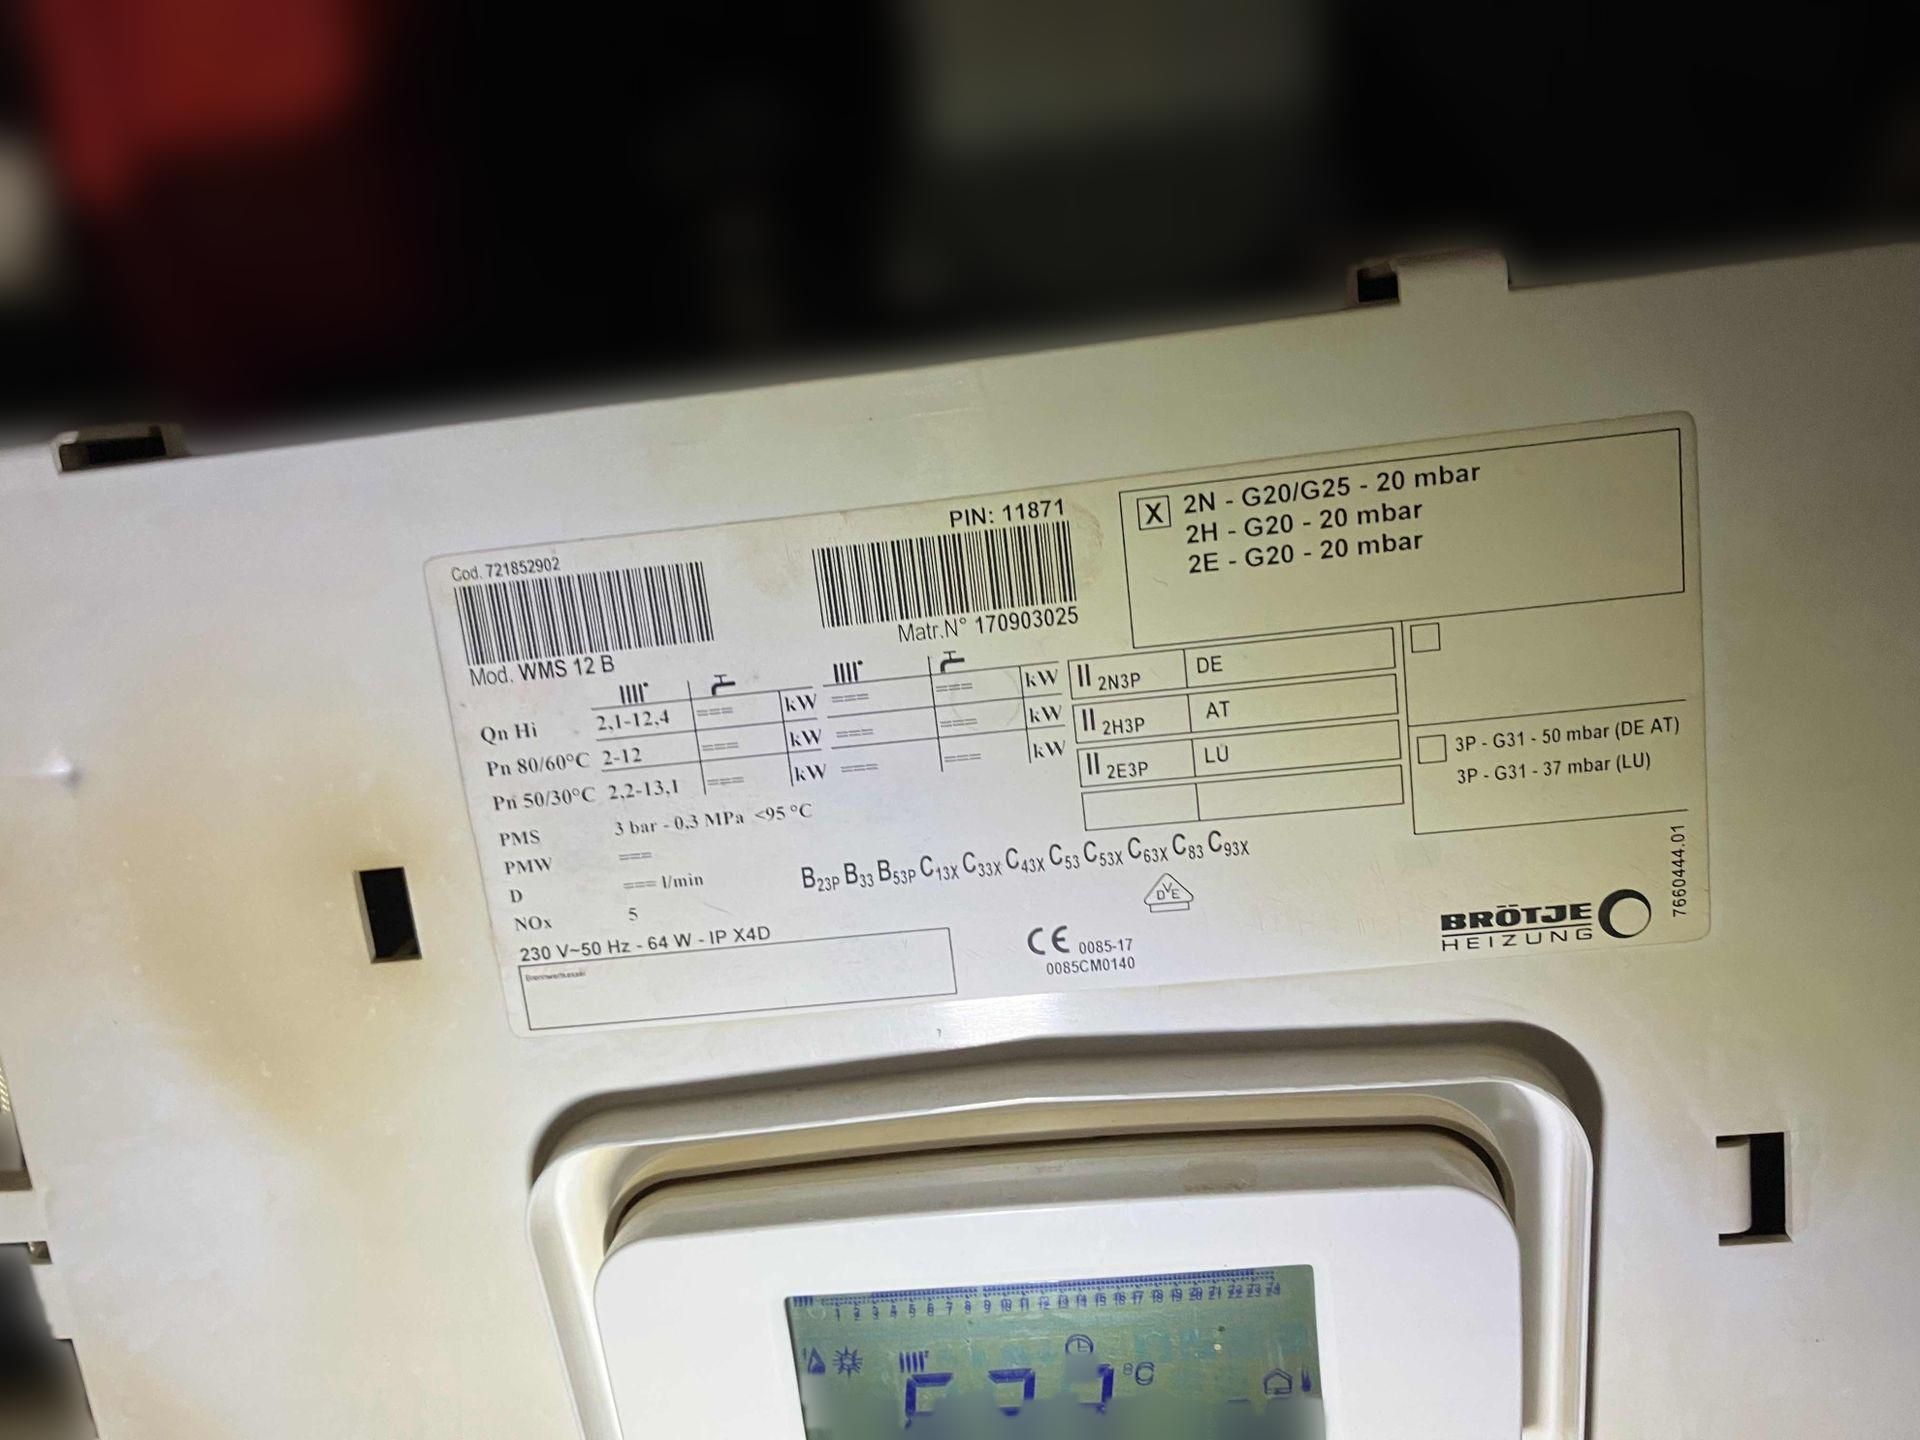 Cod. 721852902
PIN: 11871
Matr.N° 170903025
Mod. WMS 12 B
kW kW
Qn Hi 2,1-12,4 === === kW === === kW
Pn 80/60°C 2-12 === kW === === kW
Pn 50/30°C 2,2-13,1 === kW === === kW
PMS 3 bar - 0,3 MPa <95 °C
PMW ===
D === l/min
NOx 5
230 V~50 Hz - 64 W - IP X4D
Brennwertkessel
X 2N - G20/G25 - 20 mbar
2H - G20 - 20 mbar
2E - G20 - 20 mbar
II 2N3P DE
II 2H3P AT
II 2E3P LU
3P - G31 - 50 mbar (DE AT)
3P - G31 - 37 mbar (LU)
B23P B33 B53P C13X C33X C43X C53 C53X C63X C83 C93X
DVE
CE 0085-17
0085CM0140
BRÖTJE
HEIZUNG
7660444.01
1 2 3 4 5 6 7 8 9 10 11 12 13 14 15 16 17 18 19 20 21 22 23 24
°C